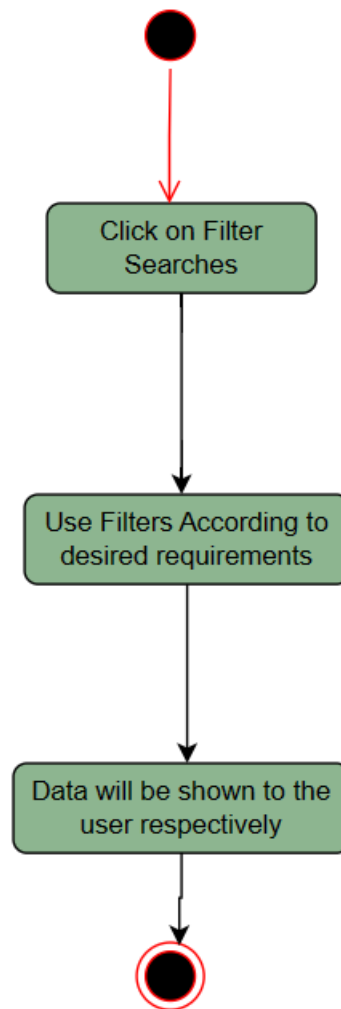 Click on Filter
Searches
Use Filters According to
desired requirements
Data will be shown to the
user respectively